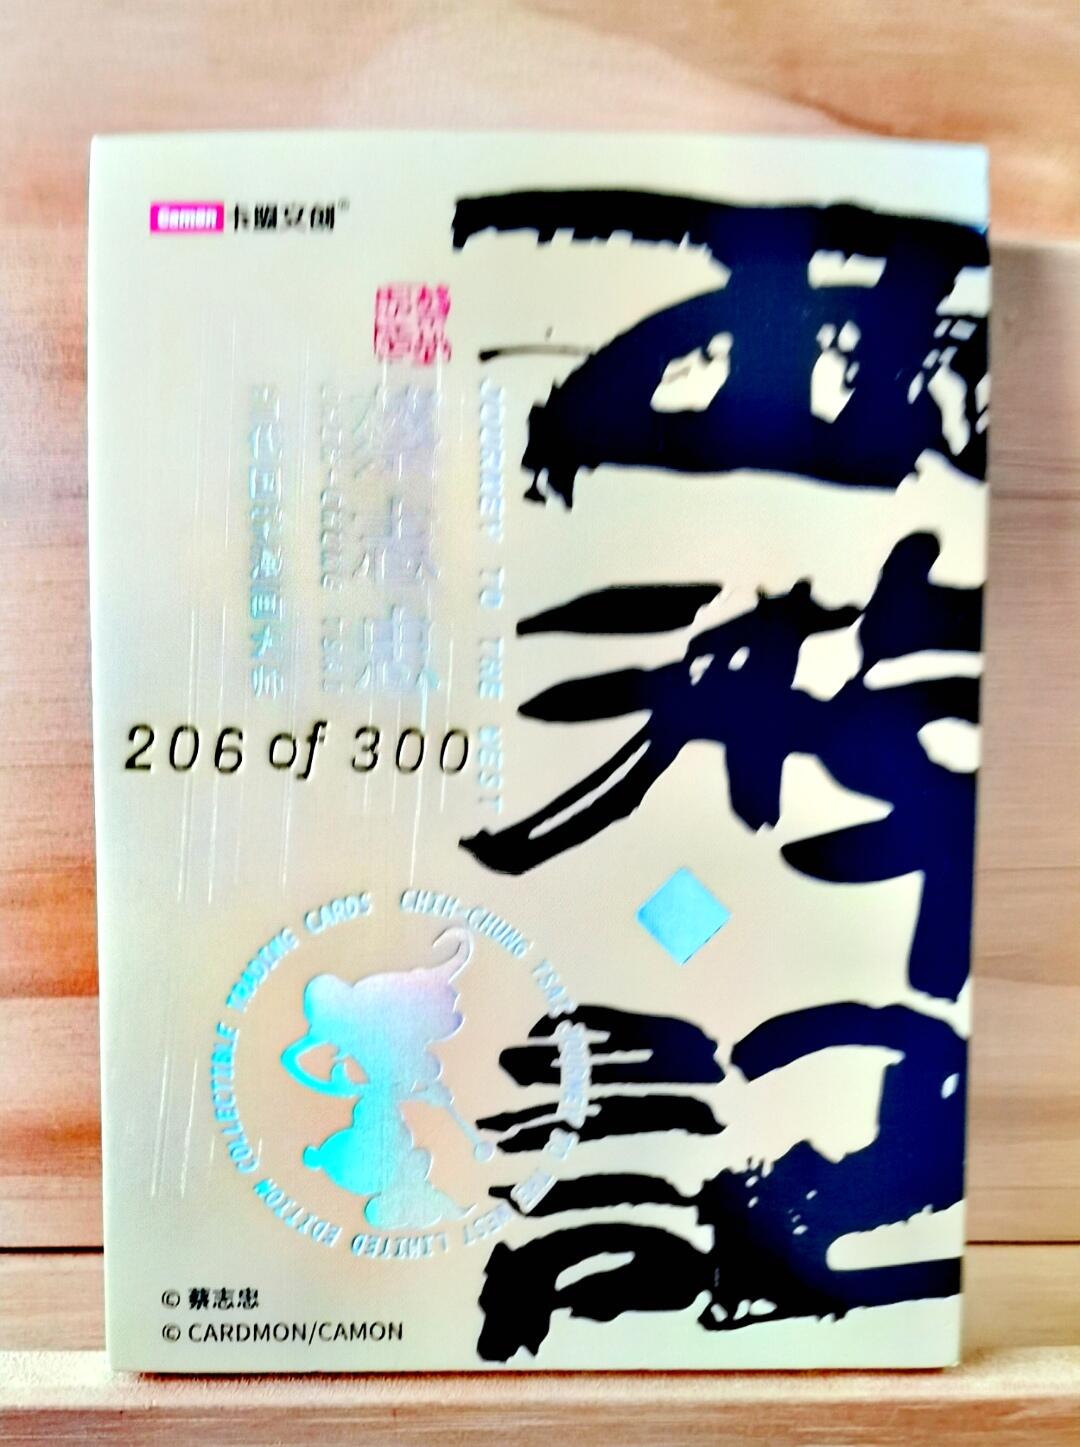 Camon 卡盟文创®
西游记
JOURNEY TO THE WEST
蔡志忠
CHIH-CHUNG TSAI
206 of 300
CHIH-CHUNG TSAI JOURNEY TO THE WEST LIMITED EDITION COLLECTIBLE TRADING CARDS
© 蔡志忠
© CARDMON/CAMON